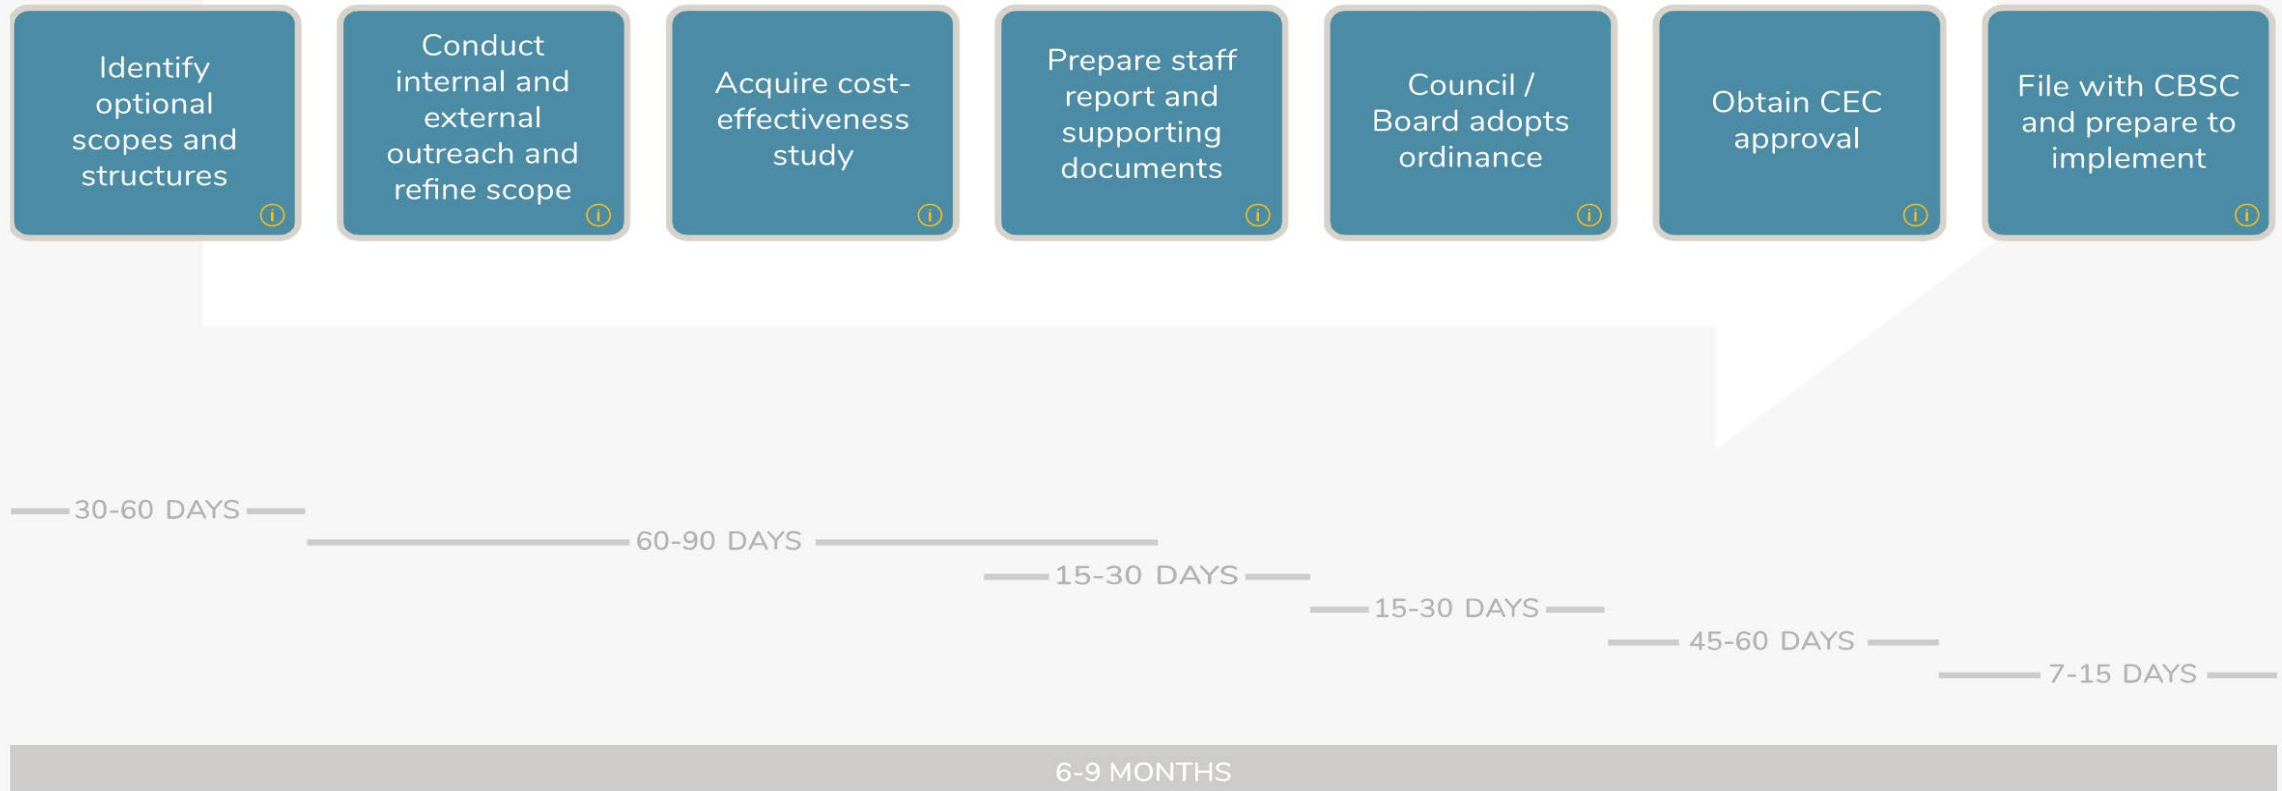 Identify
optional
scopes and
structures
Conduct
internal and
external
outreach and
refine scope
Acquire cost-
effectiveness
study
Prepare staff
report and
supporting
documents
Council /
Board adopts
ordinance
Obtain CEC
approval
File with CBSC
and prepare to
implement
30-60 DAYS
60-90 DAYS
15-30 DAYS
15-30 DAYS
45-60 DAYS
7-15 DAYS
6-9 MONTHS